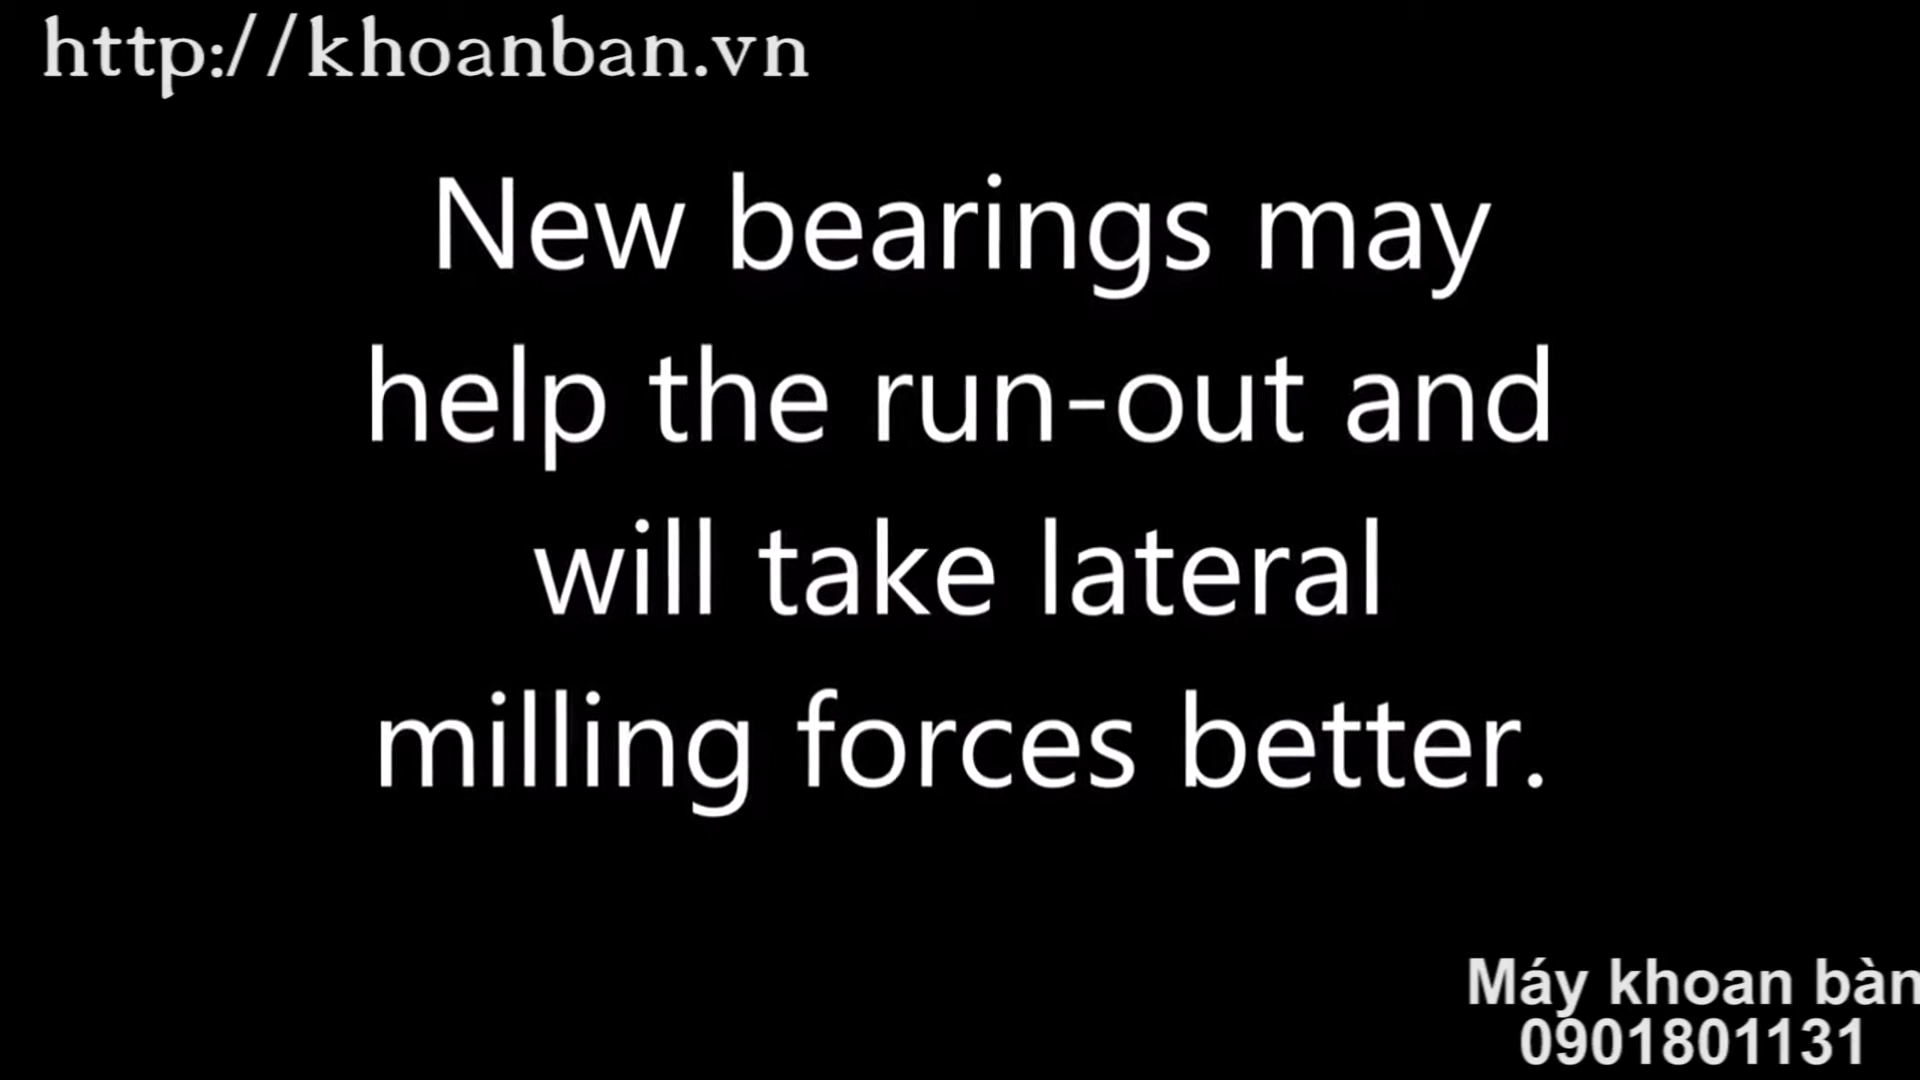 http://khoanban.vn
New bearings may
help the run-out and
will take lateral
milling forces better.
Máy khoan bàn
0901801131